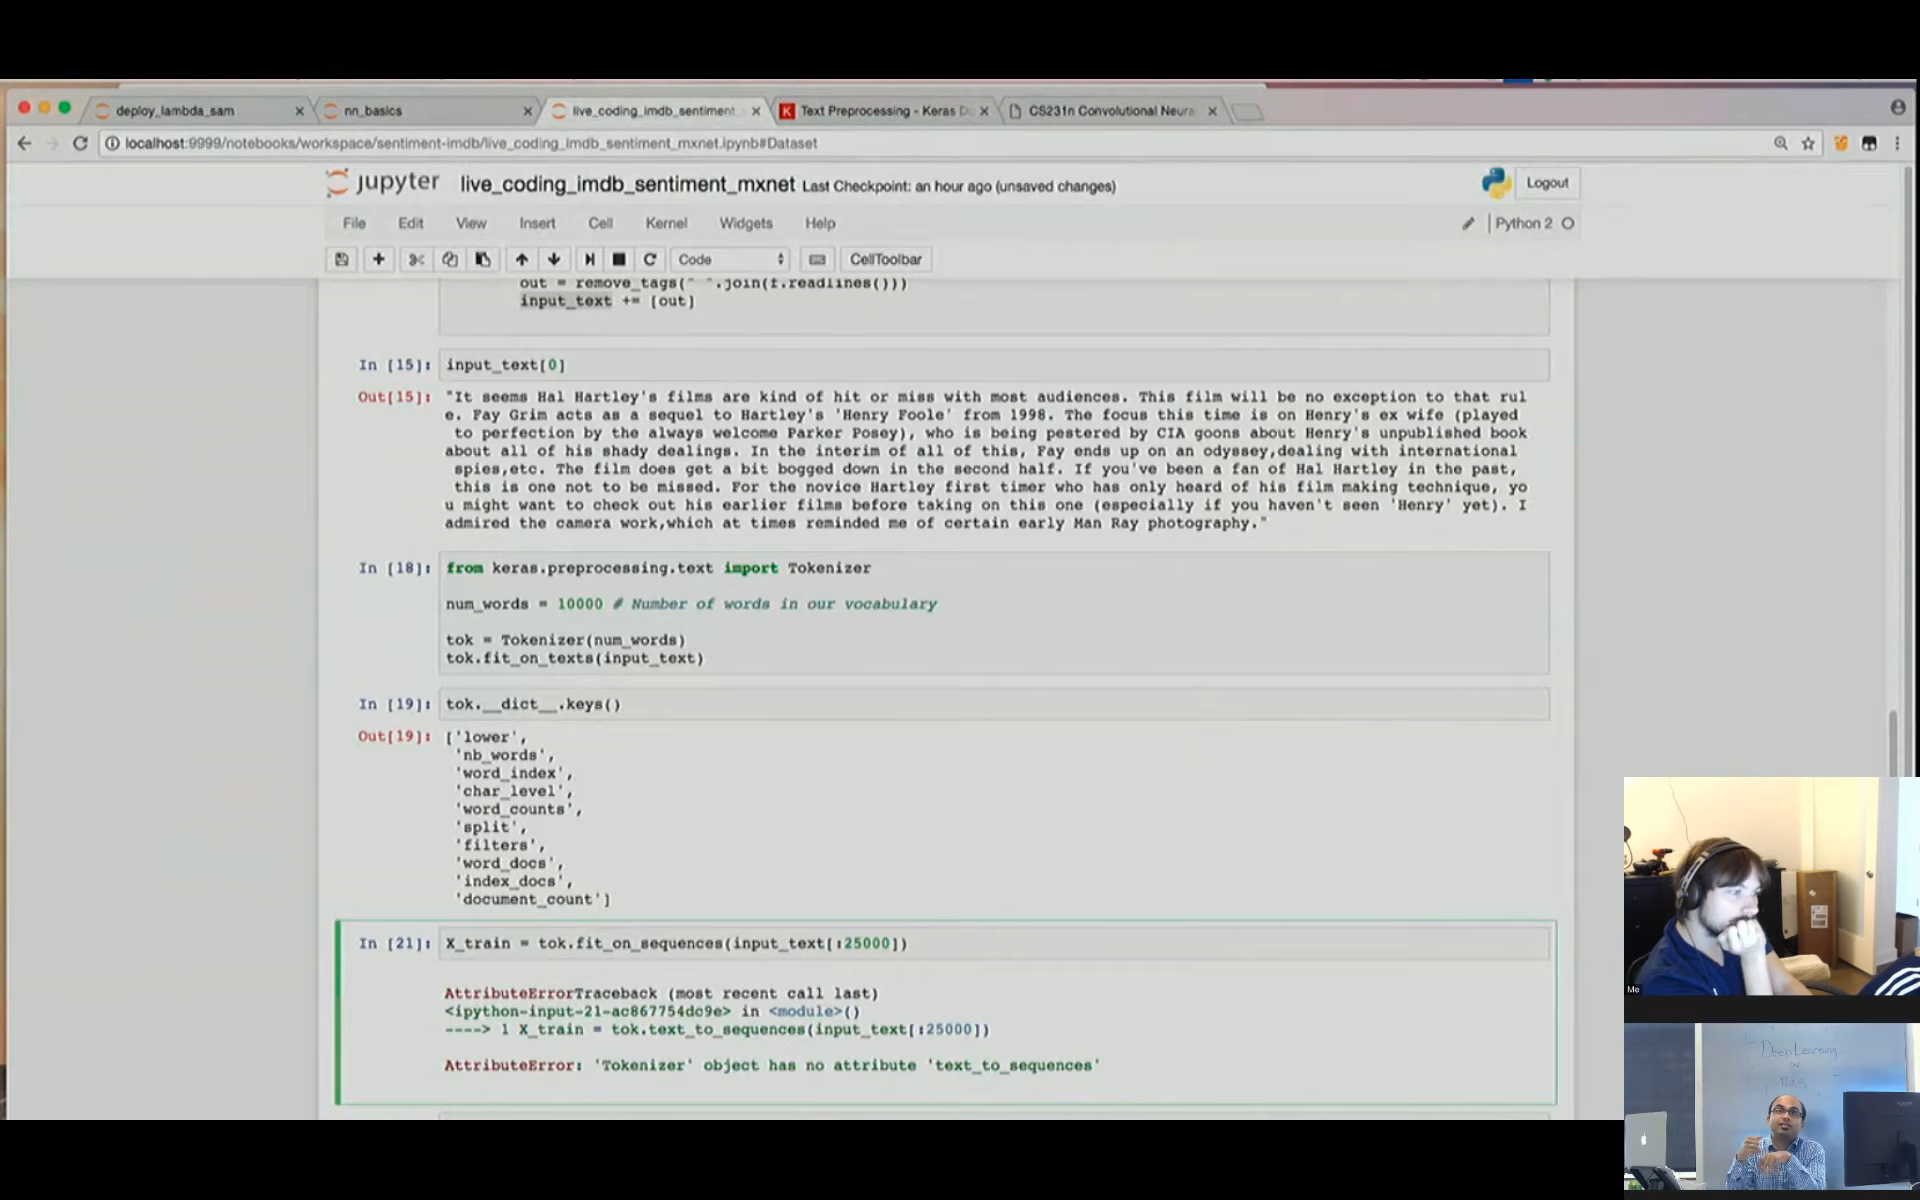 deploy_lambda_sam
nn_basics
live_coding_imdb_sentiment
Text Preprocessing - Keras Do
CS231n Convolutional Neura
localhost:9999/notebooks/workspace/sentiment-imdb/live_coding_imdb_sentiment_mxnet.ipynb#Dataset
jupyter live_coding_imdb_sentiment_mxnet Last Checkpoint: an hour ago (unsaved changes)
Logout
File Edit View Insert Cell Kernel Widgets Help
Python 2
Code
CellToolbar
out = remove_tags(" ".join(f.readlines()))
input_text += [out]
In [15]: input_text[0]
Out[15]: "It seems Hal Hartley's films are kind of hit or miss with most audiences. This film will be no exception to that rul
e. Fay Grim acts as a sequel to Hartley's 'Henry Foole' from 1998. The focus this time is on Henry's ex wife (played
to perfection by the always welcome Parker Posey), who is being pestered by CIA goons about Henry's unpublished book
about all of his shady dealings. In the interim of all of this, Fay ends up on an odyssey,dealing with international
spies,etc. The film does get a bit bogged down in the second half. If you've been a fan of Hal Hartley in the past,
this is one not to be missed. For the novice Hartley first timer who has only heard of his film making technique, yo
u might want to check out his earlier films before taking on this one (especially if you haven't seen 'Henry' yet). I
admired the camera work,which at times reminded me of certain early Man Ray photography."
In [18]: from keras.preprocessing.text import Tokenizer
num_words = 10000 # Number of words in our vocabulary
tok = Tokenizer(num_words)
tok.fit_on_texts(input_text)
In [19]: tok.__dict__.keys()
Out[19]: ['lower',
'nb_words',
'word_index',
'char_level',
'word_counts',
'split',
'filters',
'word_docs',
'index_docs',
'document_count']
In [21]: X_train = tok.fit_on_sequences(input_text[:25000])
AttributeErrorTraceback (most recent call last)
<ipython-input-21-ac867754dc9e> in <module>()
----> 1 X_train = tok.text_to_sequences(input_text[:25000])
AttributeError: 'Tokenizer' object has no attribute 'text_to_sequences'
Me
Deep Learning
on
AWS